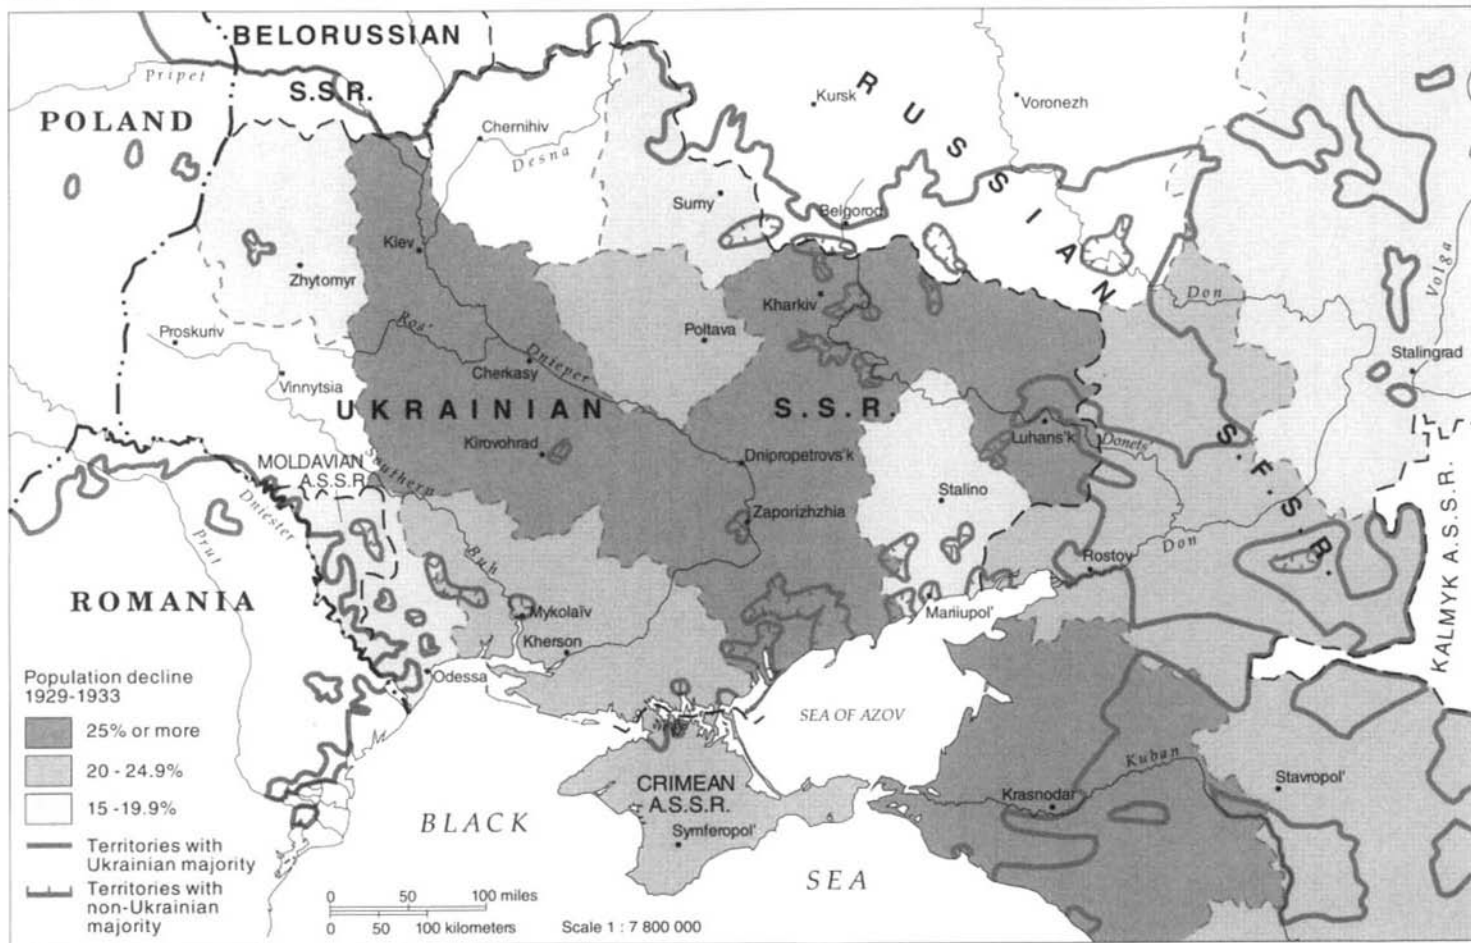 BELORUSSIAN
S.S.R.
Pripet
POLAND
Chernihiv
Desna
Kursk
Voronezh
RUSSIAN
S.F.S.R.
Sumy
Belgorod
Kiev
Zhytomyr
Kharkiv
Don
Volga
Proskuriv
Ros'
Poltava
Stalingrad
Vinnytsia
Cherkasy
Dnieper
UKRAINIAN S.S.R.
Kirovohrad
Luhans'k
Donets'
Dnipropetrovs'k
MOLDAVIAN
A.S.S.R.
Southern
Buh
Stalino
Zaporizhzhia
Dniester
Prut
Rostov
Don
KALMYK A.S.S.R.
ROMANIA
Mykolaïv
Mariiupol'
Kherson
Odessa
SEA OF AZOV
Kuban
Krasnodar
Stavropol'
CRIMEAN
A.S.S.R.
Symferopol'
BLACK
SEA
Population decline
1929-1933
25% or more
20 - 24.9%
15 -19.9%
Territories with
Ukrainian majority
Territories with
non-Ukrainian
majority
0 50 100 miles
0 50 100 kilometers
Scale 1 : 7 800 000